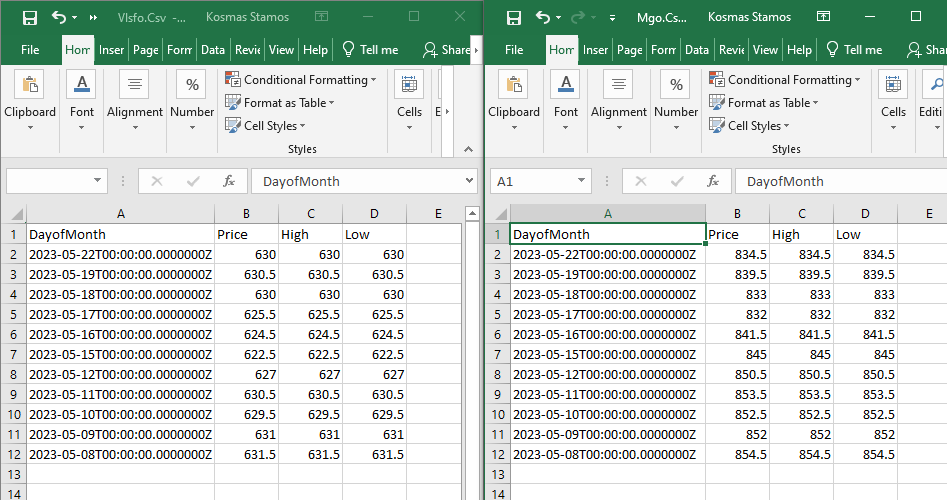 Vlsfo.Csv - Kosmas Stamos
File Hom Inser Page Forn Data Revie View Help Tell me Share
Clipboard Font Alignment Number Conditional Formatting Format as Table Cell Styles Styles Cells E
DayofMonth
A B C D E
1 DayofMonth Price High Low
2 2023-05-22T00:00:00.0000000Z 630 630 630
3 2023-05-19T00:00:00.0000000Z 630.5 630.5 630.5
4 2023-05-18T00:00:00.0000000Z 630 630 630
5 2023-05-17T00:00:00.0000000Z 625.5 625.5 625.5
6 2023-05-16T00:00:00.0000000Z 624.5 624.5 624.5
7 2023-05-15T00:00:00.0000000Z 622.5 622.5 622.5
8 2023-05-12T00:00:00.0000000Z 627 627 627
9 2023-05-11T00:00:00.0000000Z 630.5 630.5 630.5
10 2023-05-10T00:00:00.0000000Z 629.5 629.5 629.5
11 2023-05-09T00:00:00.0000000Z 631 631 631
12 2023-05-08T00:00:00.0000000Z 631.5 631.5 631.5
13
14
Mgo.Cs... Kosmas Stamos
File Hom Inser Page Form Data Revie View Help Tell me Shar
Clipboard Font Alignment Number Conditional Formatting Format as Table Cell Styles Styles Cells Editi
A1 DayofMonth
A B C D E
1 DayofMonth Price High Low
2 2023-05-22T00:00:00.0000000Z 834.5 834.5 834.5
3 2023-05-19T00:00:00.0000000Z 839.5 839.5 839.5
4 2023-05-18T00:00:00.0000000Z 833 833 833
5 2023-05-17T00:00:00.0000000Z 832 832 832
6 2023-05-16T00:00:00.0000000Z 841.5 841.5 841.5
7 2023-05-15T00:00:00.0000000Z 845 845 845
8 2023-05-12T00:00:00.0000000Z 850.5 850.5 850.5
9 2023-05-11T00:00:00.0000000Z 853.5 853.5 853.5
10 2023-05-10T00:00:00.0000000Z 852.5 852.5 852.5
11 2023-05-09T00:00:00.0000000Z 852 852 852
12 2023-05-08T00:00:00.0000000Z 854.5 854.5 854.5
13
14